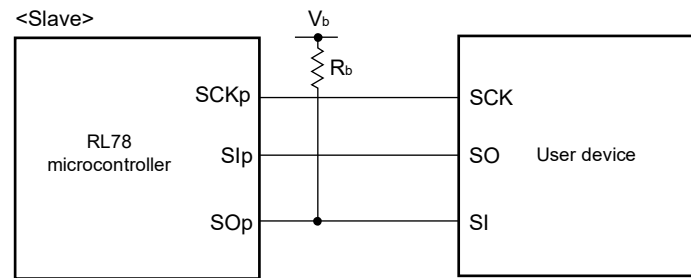 <Slave>
Vb
Rb
SCKp
SCK
RL78
microcontroller
SIp
SO
User device
SOp
SI